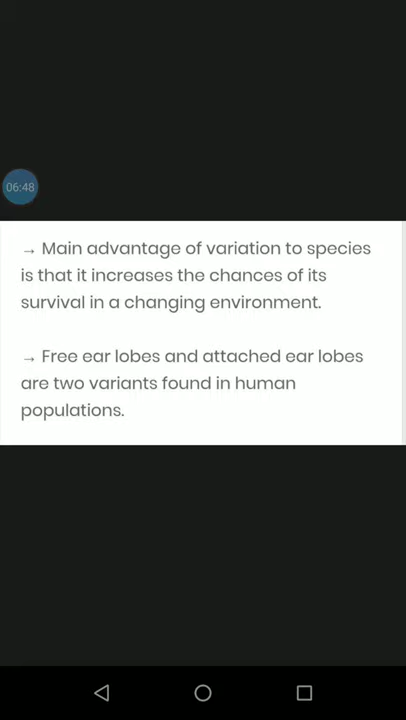 06:48
→ Main advantage of variation to species
is that it increases the chances of its
survival in a changing environment.
→ Free ear lobes and attached ear lobes
are two variants found in human
populations.